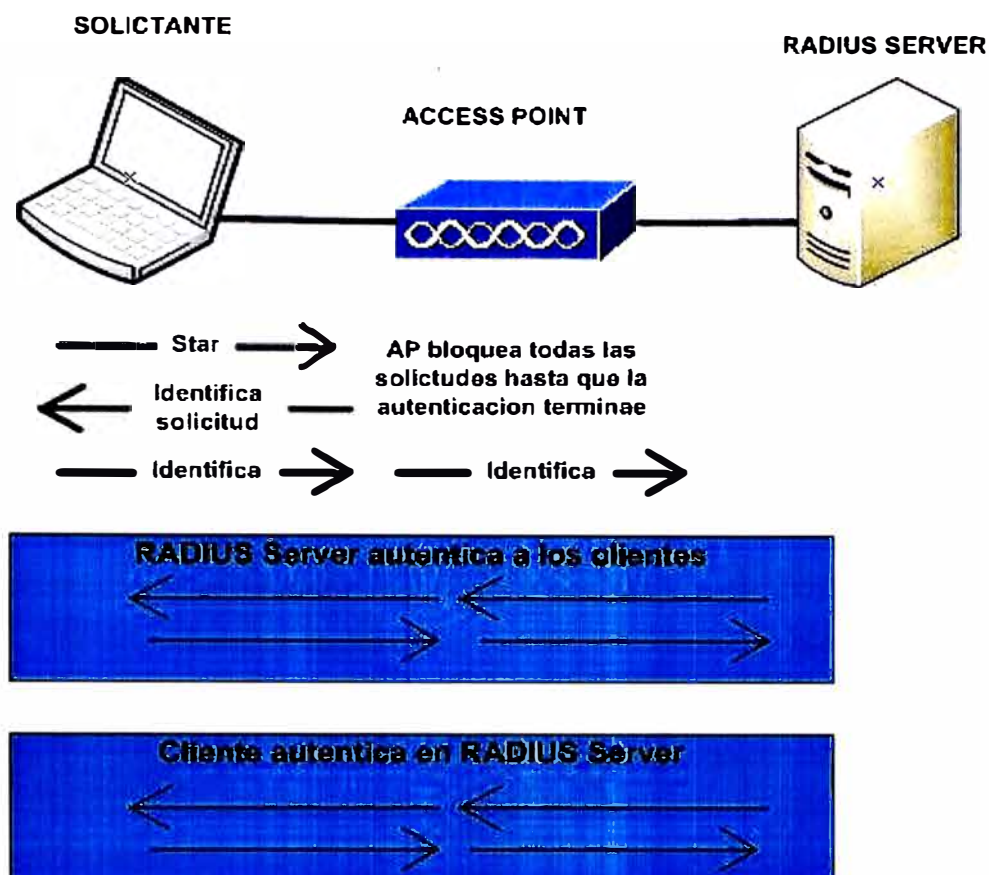 SOLICTANTE
RADIUS SERVER
ACCESS POINT
Star
AP bloquea todas las
solictudes hasta que la
autenticacion terminae
Identifica
solicitud
Identifica
Identifica
RADIUS Server autentica a los clientes
Cliente autentica en RADIUS Server